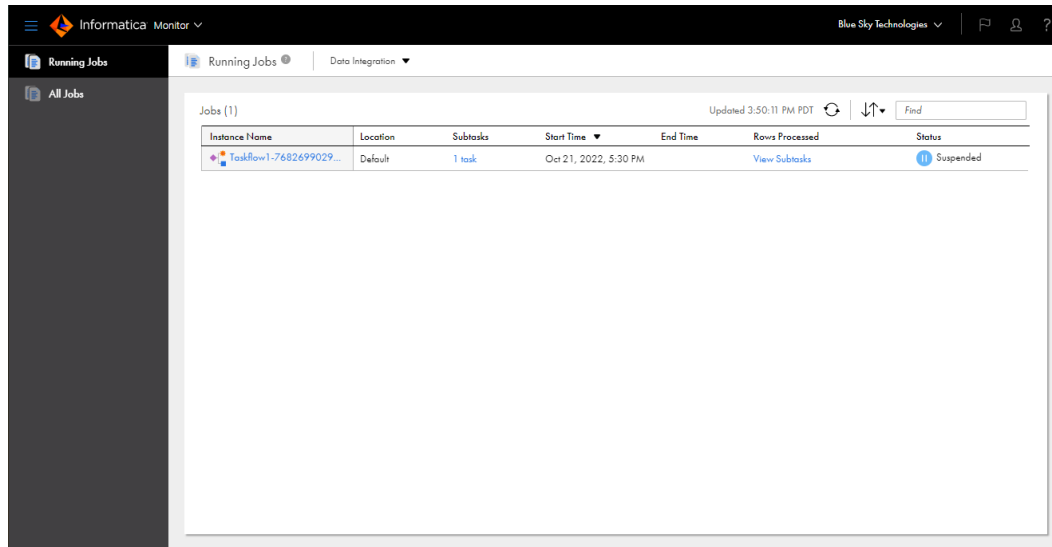 Informatica Monitor Blue Sky Technologies ?
Running Jobs
All Jobs
Running Jobs ? Data Integration
Jobs (1) Updated 3:50:11 PM PDT Find
Instance Name Location Subtasks Start Time End Time Rows Processed Status
Taskflow1-7682699029... Default 1 task Oct 21, 2022, 5:30 PM View Subtasks Suspended